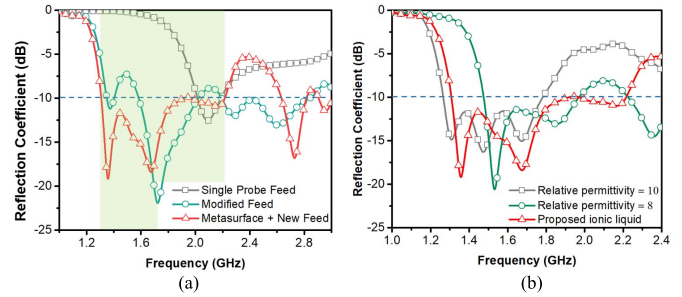 0
-5
-10
-15
-20
-25
Reflection Coefficient (dB)
1.2 1.6 2.0 2.4 2.8
Frequency (GHz)
Single Probe Feed
Modified Feed
Metasurface + New Feed
(a)
0
-5
-10
-15
-20
-25
Reflection Coefficient (dB)
1.0 1.2 1.4 1.6 1.8 2.0 2.2 2.4
Frequency (GHz)
Relative permittivity = 10
Relative permittivity = 8
Proposed ionic liquid
(b)